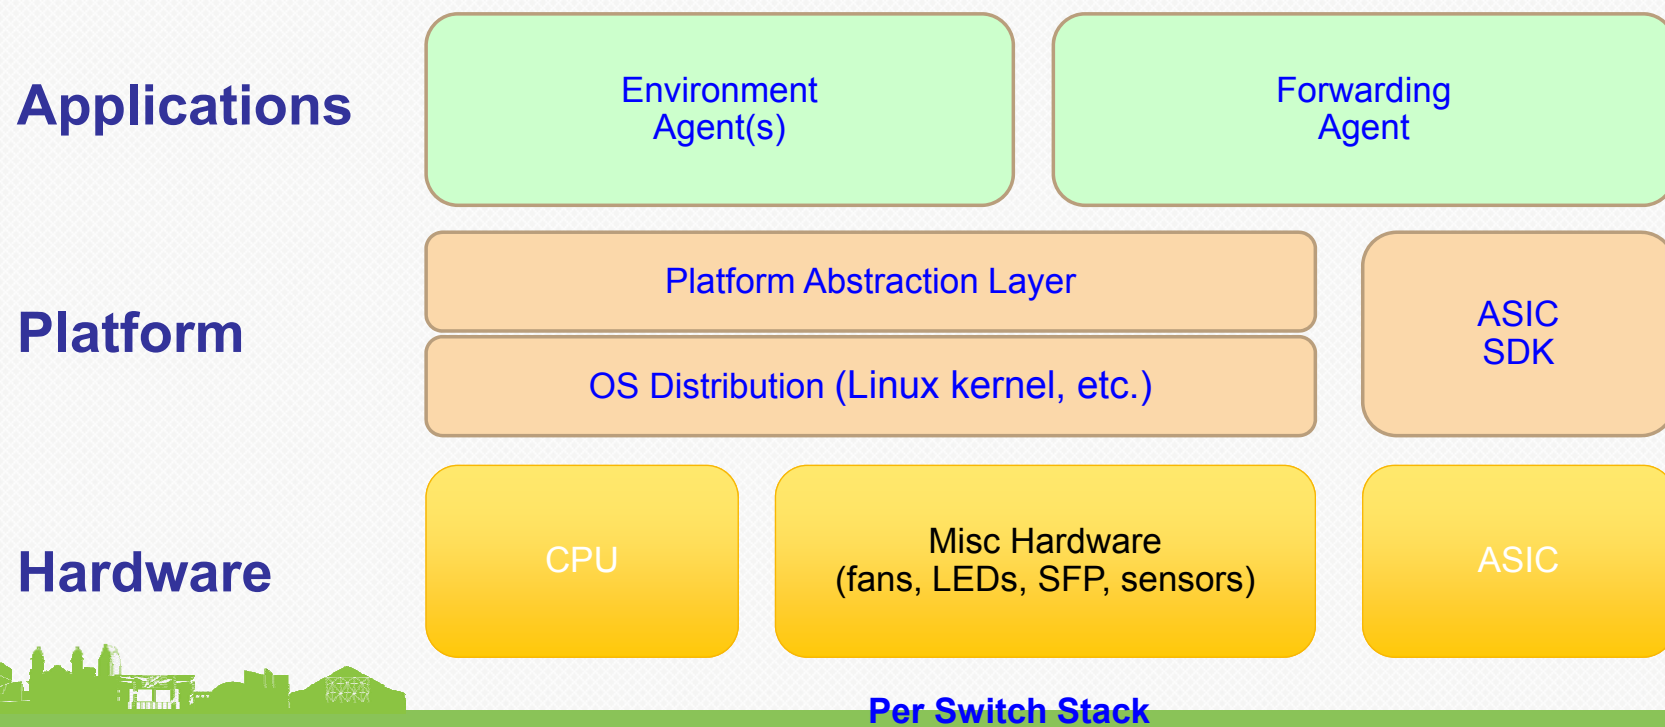 Applications
Environment
Agent(s)
Forwarding
Agent
Platform
Platform Abstraction Layer
OS Distribution (Linux kernel, etc.)
ASIC
SDK
Hardware
CPU
Misc Hardware
(fans, LEDs, SFP, sensors)
ASIC
Per Switch Stack